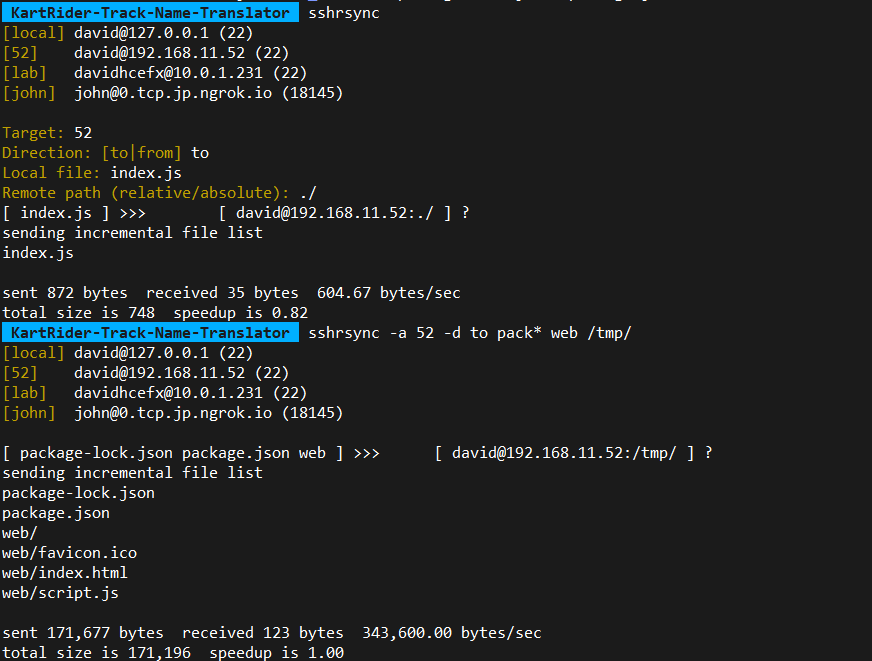 KartRider-Track-Name-Translator sshrsync
[local] david@127.0.0.1 (22)
[52] david@192.168.11.52 (22)
[lab] davidhcefx@10.0.1.231 (22)
[john] john@0.tcp.jp.ngrok.io (18145)
Target: 52
Direction: [to|from] to
Local file: index.js
Remote path (relative/absolute): ./
[ index.js ] >>> [ david@192.168.11.52:./ ] ?
sending incremental file list
index.js
sent 872 bytes received 35 bytes 604.67 bytes/sec
total size is 748 speedup is 0.82
KartRider-Track-Name-Translator sshrsync -a 52 -d to pack* web /tmp/
[local] david@127.0.0.1 (22)
[52] david@192.168.11.52 (22)
[lab] davidhcefx@10.0.1.231 (22)
[john] john@0.tcp.jp.ngrok.io (18145)
[ package-lock.json package.json web ] >>> [ david@192.168.11.52:/tmp/ ] ?
sending incremental file list
package-lock.json
package.json
web/
web/favicon.ico
web/index.html
web/script.js
sent 171,677 bytes received 123 bytes 343,600.00 bytes/sec
total size is 171,196 speedup is 1.00